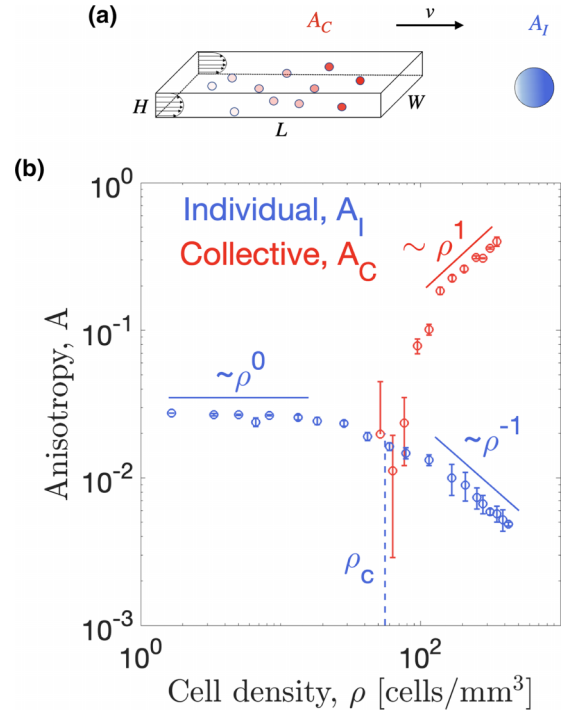 (a)
A_C
v
A_I
H
W
L
(b)
Individual, A_I
Collective, A_C
~ρ^0
~ ρ^1
~ρ^-1
ρ_c
Anisotropy, A
10^0
10^-1
10^-2
10^-3
10^0
10^2
Cell density, ρ [cells/mm^3]